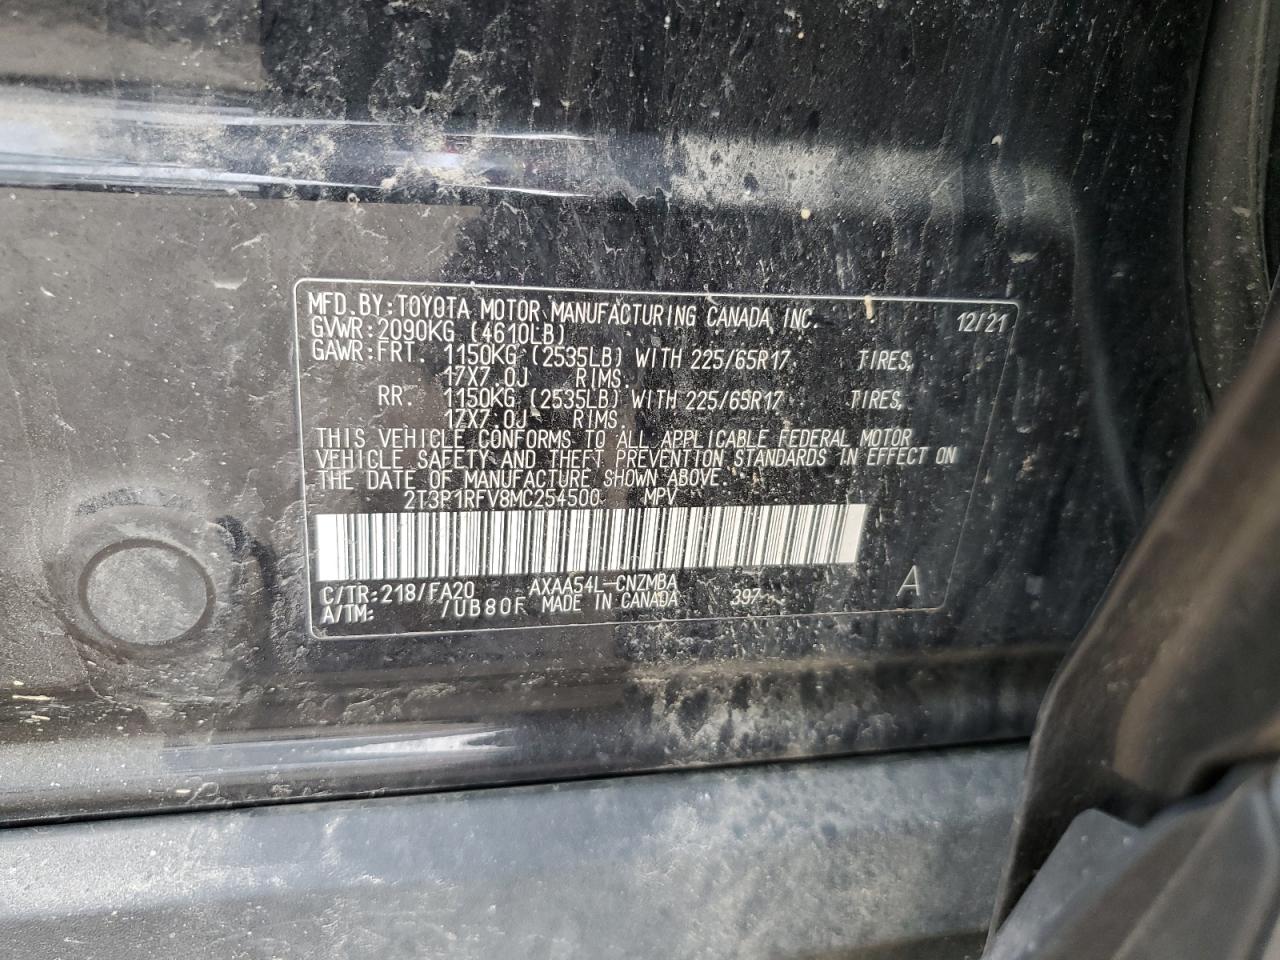 MFD.BY:TOYOTA MOTOR MANUFACTURING CANADA INC. 12/21
GVWR:2090KG (4610LB)
GAWR:FRT. 1150KG (2535LB) WITH 225/65R17 TIRES,
17X7.0J RIMS.
RR. 1150KG (2535LB) WITH 225/65R17 TIRES,
17X7.0J RIMS.
THIS VEHICLE CONFORMS TO ALL APPLICABLE FEDERAL MOTOR
VEHICLE SAFETY AND THEFT PREVENTION STANDARDS IN EFFECT ON
THE DATE OF MANUFACTURE SHOWN ABOVE.
2T3P1RFV8MC254500 MPV
C/TR:218/FA20 AXAA54L-CNZMBA A
A/TM: /UB80F MADE IN CANADA 397